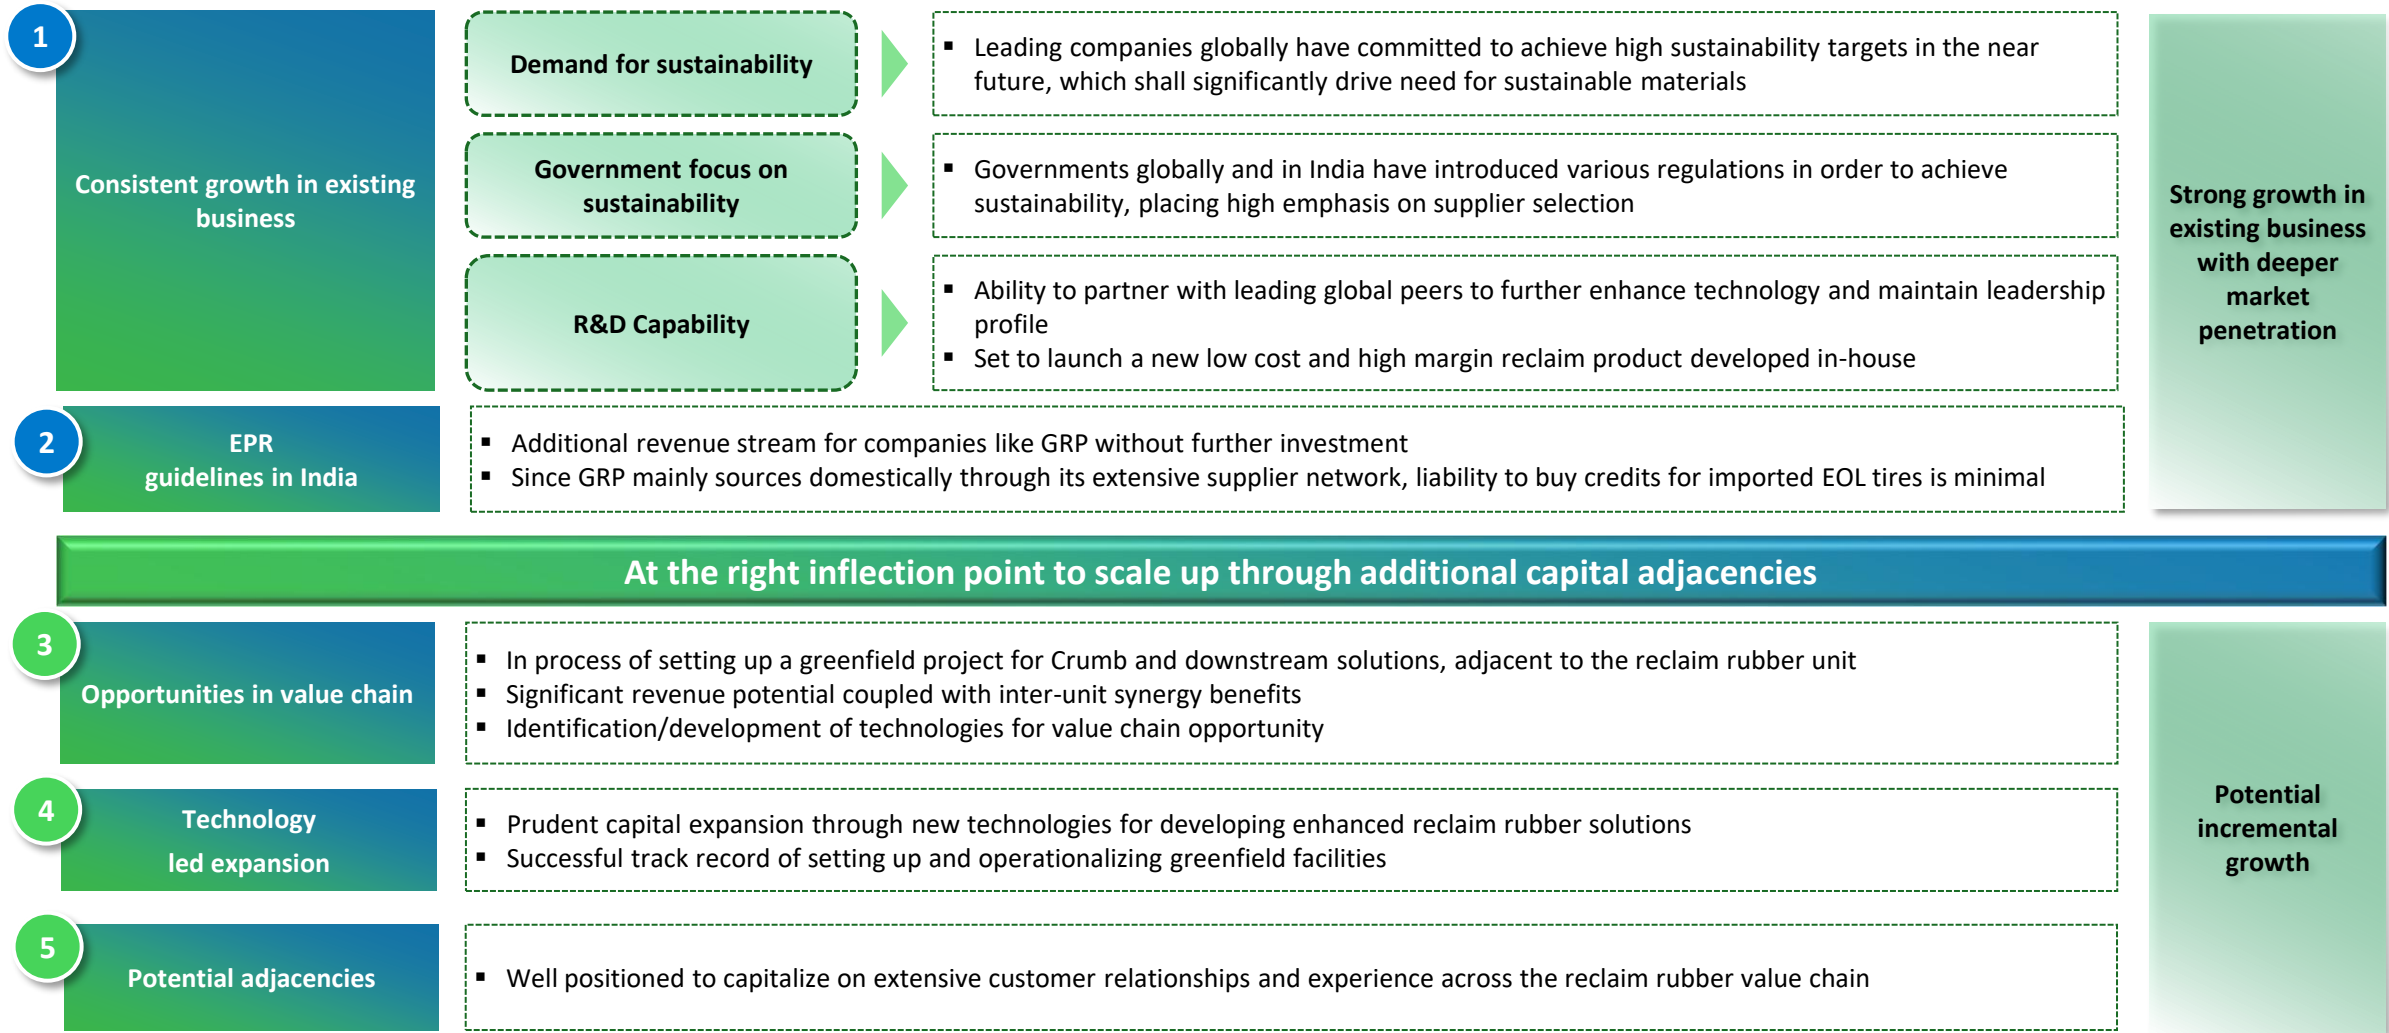 1
Consistent growth in existing
business
Demand for sustainability
▪ Leading companies globally have committed to achieve high sustainability targets in the near
future, which shall significantly drive need for sustainable materials
Government focus on
sustainability
▪ Governments globally and in India have introduced various regulations in order to achieve
sustainability, placing high emphasis on supplier selection
R&D Capability
▪ Ability to partner with leading global peers to further enhance technology and maintain leadership
profile
▪ Set to launch a new low cost and high margin reclaim product developed in-house
Strong growth in
existing business
with deeper
market
penetration
2
EPR
guidelines in India
▪ Additional revenue stream for companies like GRP without further investment
▪ Since GRP mainly sources domestically through its extensive supplier network, liability to buy credits for imported EOL tires is minimal
At the right inflection point to scale up through additional capital adjacencies
3
Opportunities in value chain
▪ In process of setting up a greenfield project for Crumb and downstream solutions, adjacent to the reclaim rubber unit
▪ Significant revenue potential coupled with inter-unit synergy benefits
▪ Identification/development of technologies for value chain opportunity
4
Technology
led expansion
▪ Prudent capital expansion through new technologies for developing enhanced reclaim rubber solutions
▪ Successful track record of setting up and operationalizing greenfield facilities
Potential
incremental
growth
5
Potential adjacencies
▪ Well positioned to capitalize on extensive customer relationships and experience across the reclaim rubber value chain